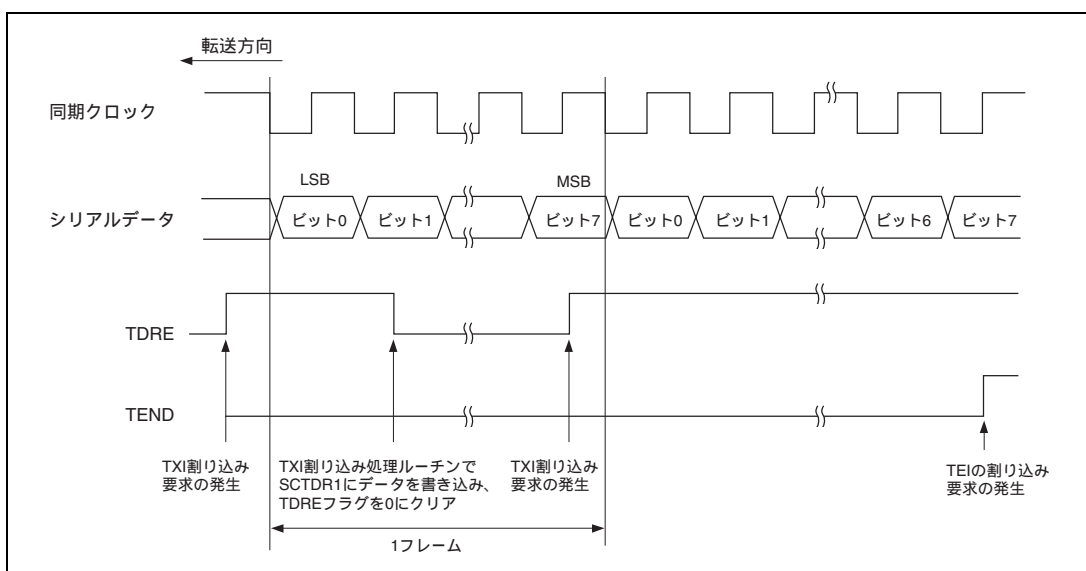 転送方向
同期クロック
LSB
MSB
シリアルデータ
ビット0
ビット1
ビット7
ビット0
ビット1
ビット6
ビット7
TDRE
TEND
TXI割り込み
要求の発生
TXI割り込み処理ルーチンで
SCTDR1にデータを書き込み、
TDREフラグを0にクリア
TXI割り込み
要求の発生
TEIの割り込み
要求の発生
1フレーム